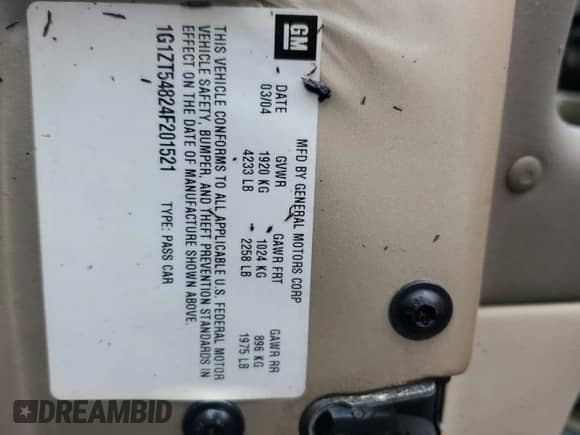 GM
MFD BY GENERAL MOTORS CORP
DATE GVWR GAWR FRT GAWR RR
03/04 1920 KG 1024 KG 896 KG
4233 LB 2258 LB 1975 LB
THIS VEHICLE CONFORMS TO ALL APPLICABLE U.S. FEDERAL MOTOR
VEHICLE SAFETY, BUMPER, AND THEFT PREVENTION STANDARDS IN
EFFECT ON THE DATE OF MANUFACTURE SHOWN ABOVE.
1G1ZT54824F201521 TYPE: PASS CAR
DREAMBID